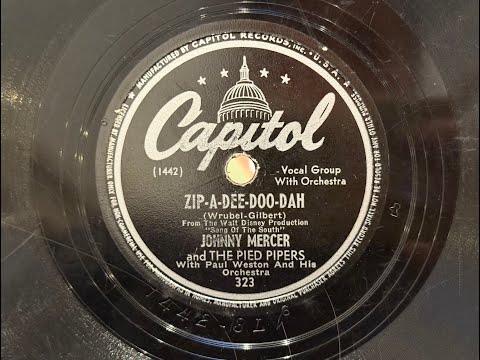 MANUFACTURED BY CAPITOL RECORDS, INC. U. S. A.
Capitol
(1442)
Vocal Group
With Orchestra
ZIP-A-DEE-DOO-DAH
(Wrubel-Gilbert)
From The Walt Disney Production
"Song Of The South"
JOHNNY MERCER
and THE PIED PIPERS
With Paul Weston And His
Orchestra
323